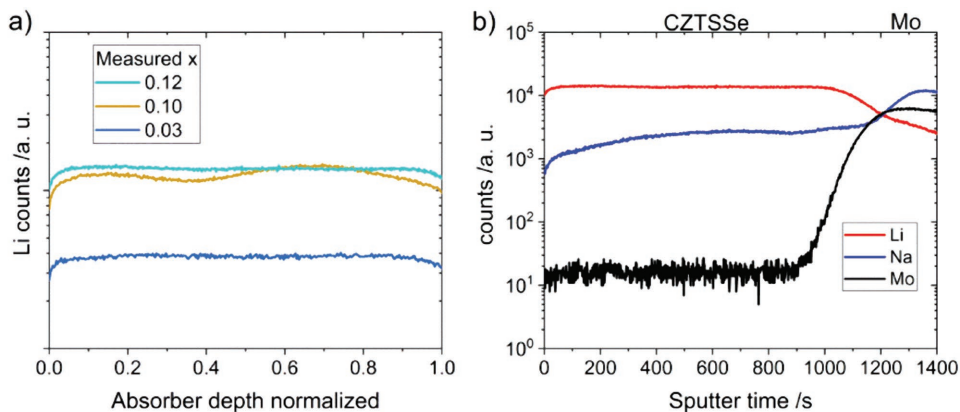 a)
Measured x
0.12
0.10
0.03
Li counts /a. u.
0.0 0.2 0.4 0.6 0.8 1.0
Absorber depth normalized
b)
CZTSSe Mo
10^5
10^4
10^3
10^2
10^1
10^0
counts /a. u.
Li
Na
Mo
0 200 400 600 800 1000 1200 1400
Sputter time /s